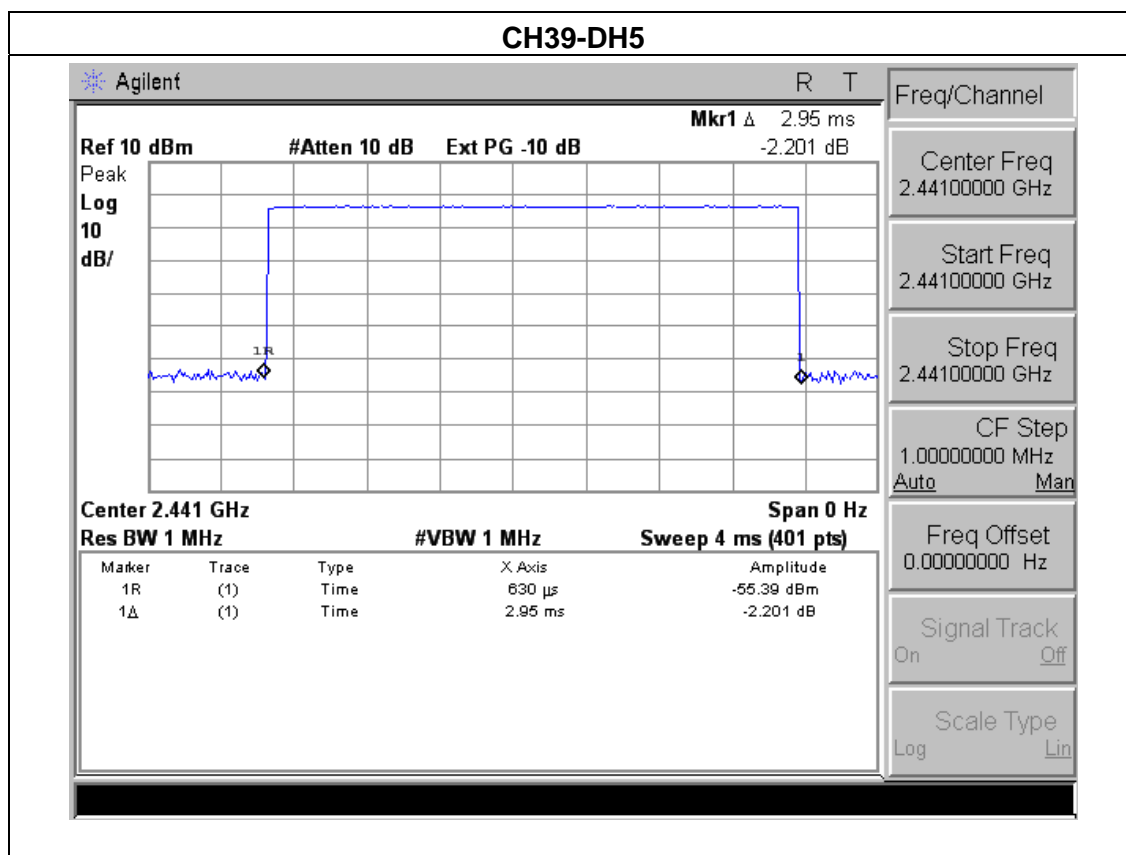 CH39-DH5
Agilent R T
Mkr1 Δ 2.95 ms
Ref 10 dBm #Atten 10 dB Ext PG -10 dB -2.201 dB
Peak
Log
10
dB/
1R
1
Center 2.441 GHz Span 0 Hz
Res BW 1 MHz #VBW 1 MHz Sweep 4 ms (401 pts)
Marker Trace Type X Axis Amplitude
1R (1) Time 630 µs -55.39 dBm
1Δ (1) Time 2.95 ms -2.201 dB
Freq/Channel
Center Freq
2.44100000 GHz
Start Freq
2.44100000 GHz
Stop Freq
2.44100000 GHz
CF Step
1.00000000 MHz
Auto Man
Freq Offset
0.00000000 Hz
Signal Track
On Off
Scale Type
Log Lin